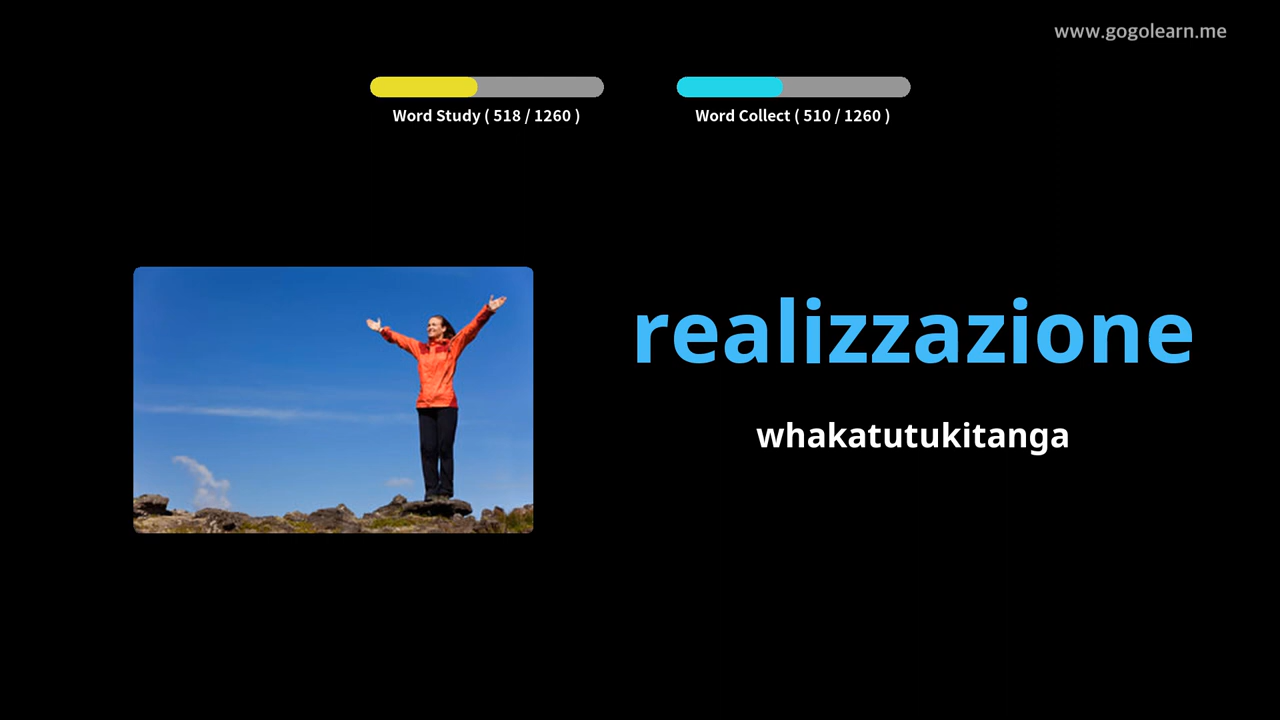 www.gogolearn.me
Word Study ( 518 / 1260 )
Word Collect ( 510 / 1260 )
realizzazione
whakatutukitanga